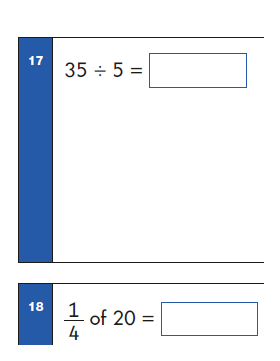 17
35 ÷ 5 =
18
1/4 of 20 =